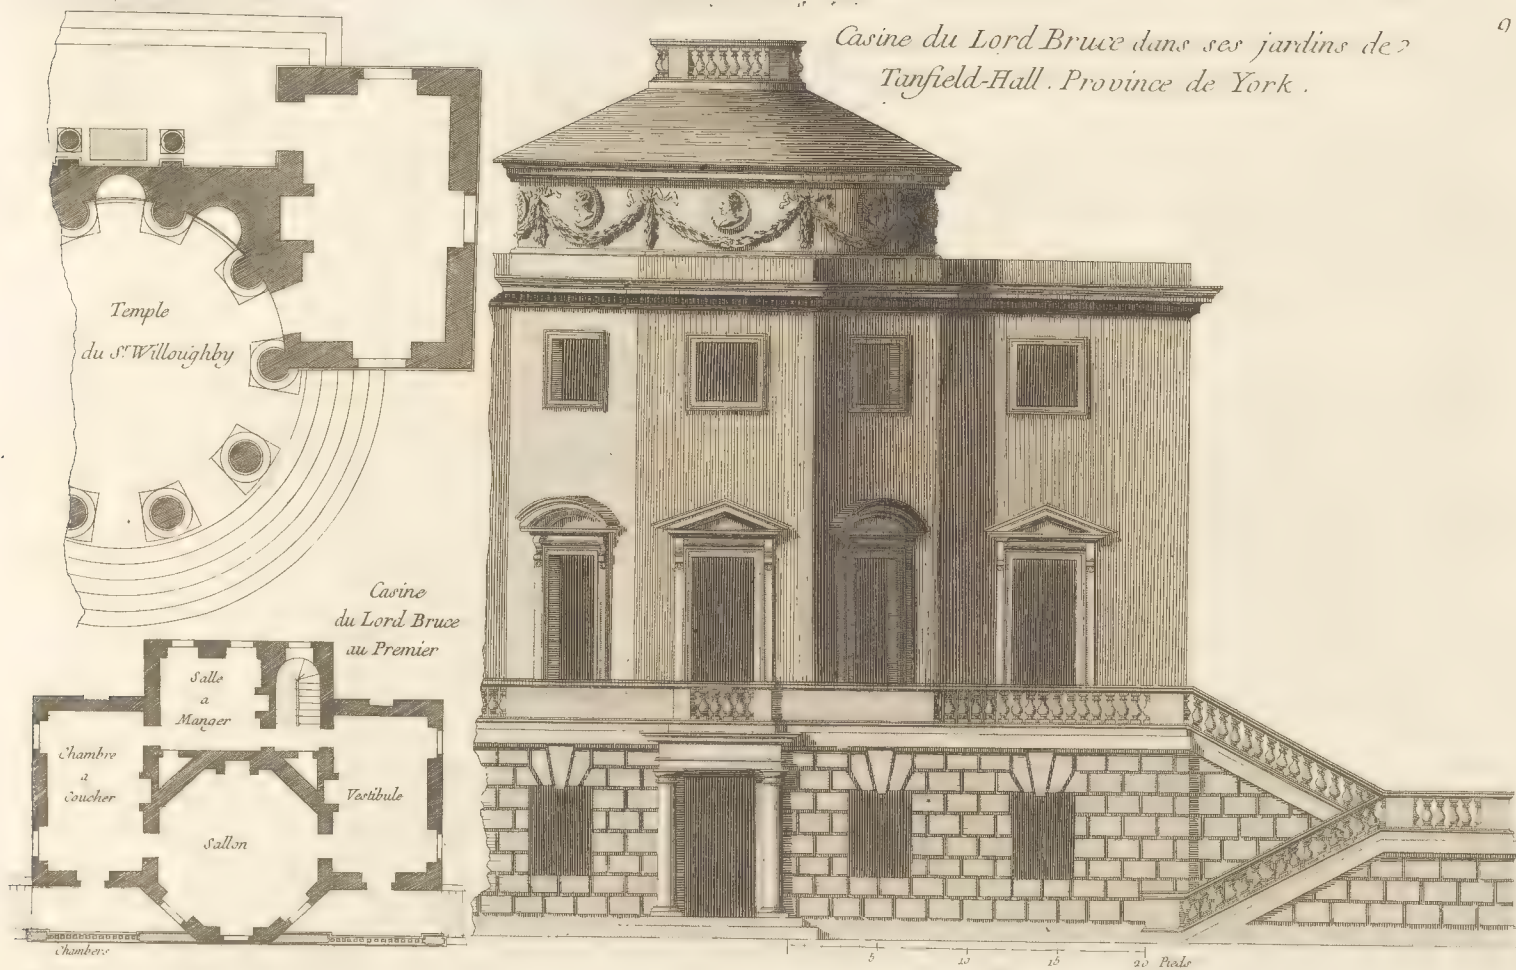 Casine du Lord Bruce dans ses jardins de
Tanfield-Hall. Province de York.
Temple
du Sr. Willoughby
Casine
du Lord Bruce
au Premier
Salle
a
Manger
Chambre
a
Coucher
Vestibule
Sallon
Chambers
5 10 15 20 Pieds